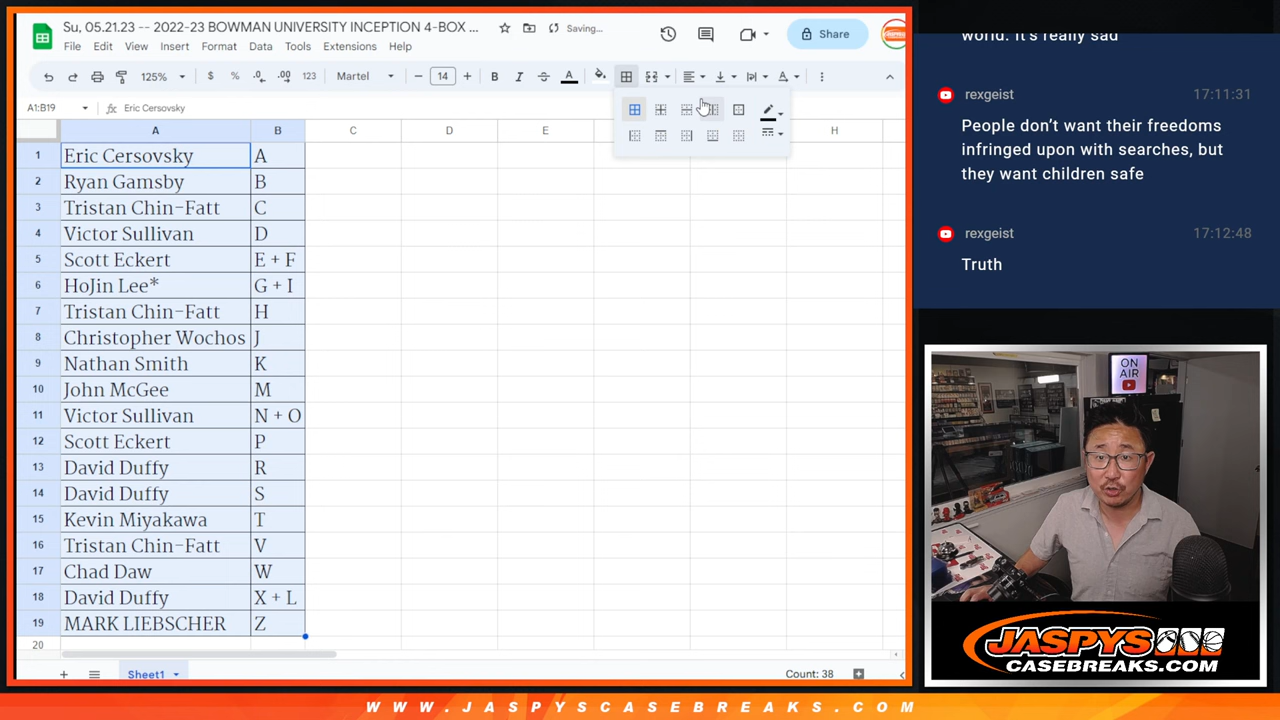 Su, 05.21.23 -- 2022-23 BOWMAN UNIVERSITY INCEPTION 4-BOX ...
Saving...
Share
File Edit View Insert Format Data Tools Extensions Help
125% $ % .0 .00 123 Martel - 14 + B I S A
A1:B19 fx Eric Cersovsky
A B C D E H
1 Eric Cersovsky A
2 Ryan Gamsby B
3 Tristan Chin-Fatt C
4 Victor Sullivan D
5 Scott Eckert E + F
6 HoJin Lee* G + I
7 Tristan Chin-Fatt H
8 Christopher Wochos J
9 Nathan Smith K
10 John McGee M
11 Victor Sullivan N + O
12 Scott Eckert P
13 David Duffy R
14 David Duffy S
15 Kevin Miyakawa T
16 Tristan Chin-Fatt V
17 Chad Daw W
18 David Duffy X + L
19 MARK LIEBSCHER Z
20
Sheet1
Count: 38
world. It's really sad
rexgeist 17:11:31
People don't want their freedoms
infringed upon with searches, but
they want children safe
rexgeist 17:12:48
Truth
ON
AIR
JASPYS
CASEBREAKS.COM
WWW.JASPYSCASEBREAKS.COM